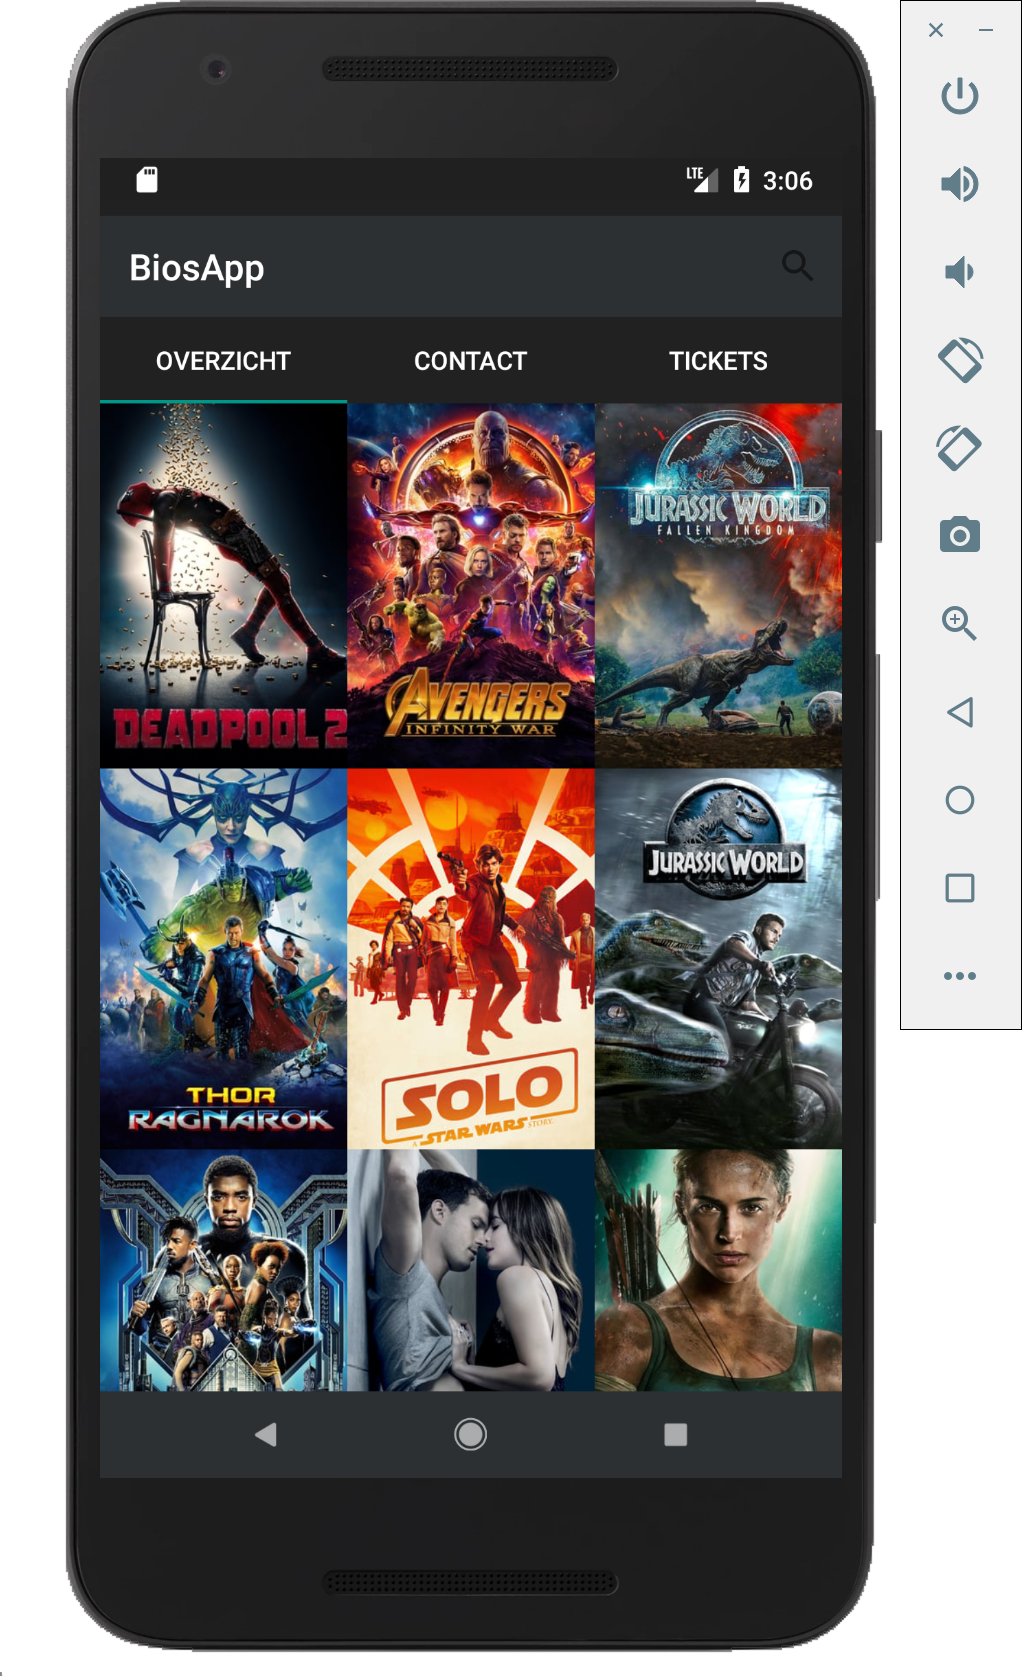 LTE 3:06
BiosApp
OVERZICHT CONTACT TICKETS
DEADPOOL 2
AVENGERS
INFINITY WAR
JURASSIC WORLD
FALLEN KINGDOM
THOR
RAGNAROK
SOLO
A STAR WARS STORY
JURASSIC WORLD